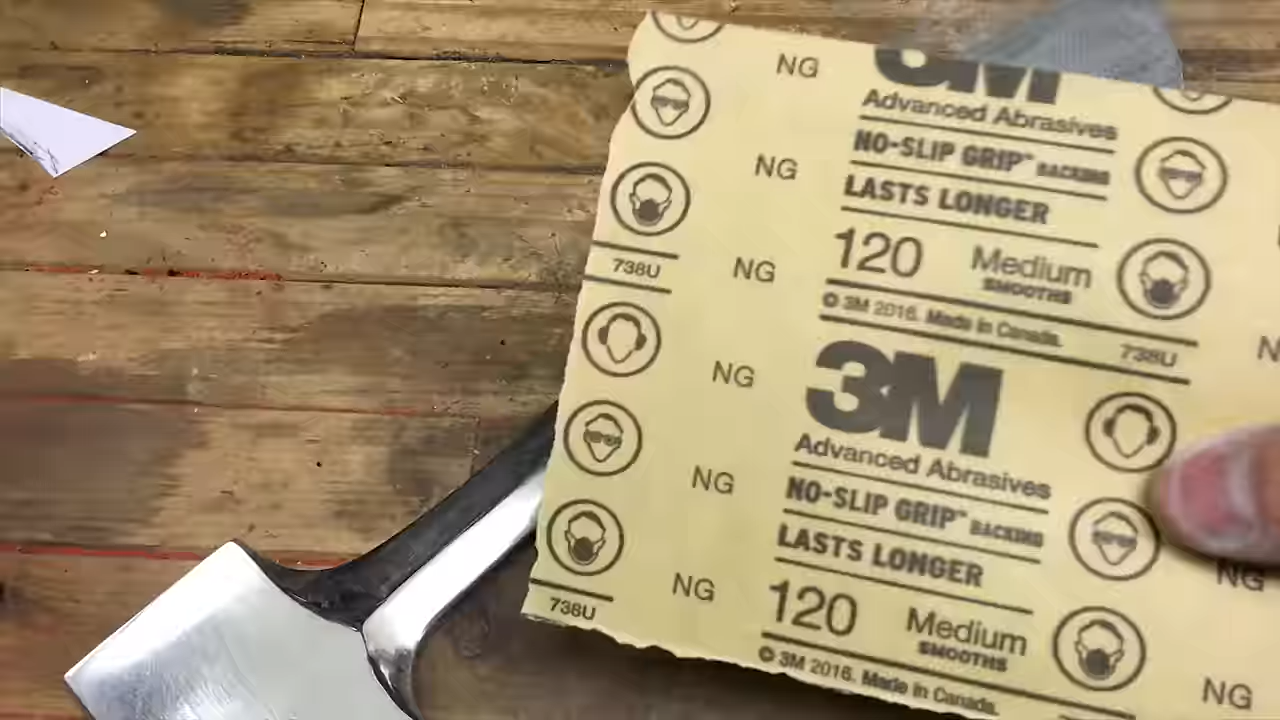 NG
3M
Advanced Abrasives
NO-SLIP GRIP™ BACKING
NG
LASTS LONGER
120 Medium
SMOOTHS
738U
NG
© 3M 2016. Made in Canada.
738U
NG
3M
Advanced Abrasives
NG
NO-SLIP GRIP™ BACKING
LASTS LONGER
NG
120 Medium
SMOOTHS
738U
NG
© 3M 2016. Made in Canada.
NG